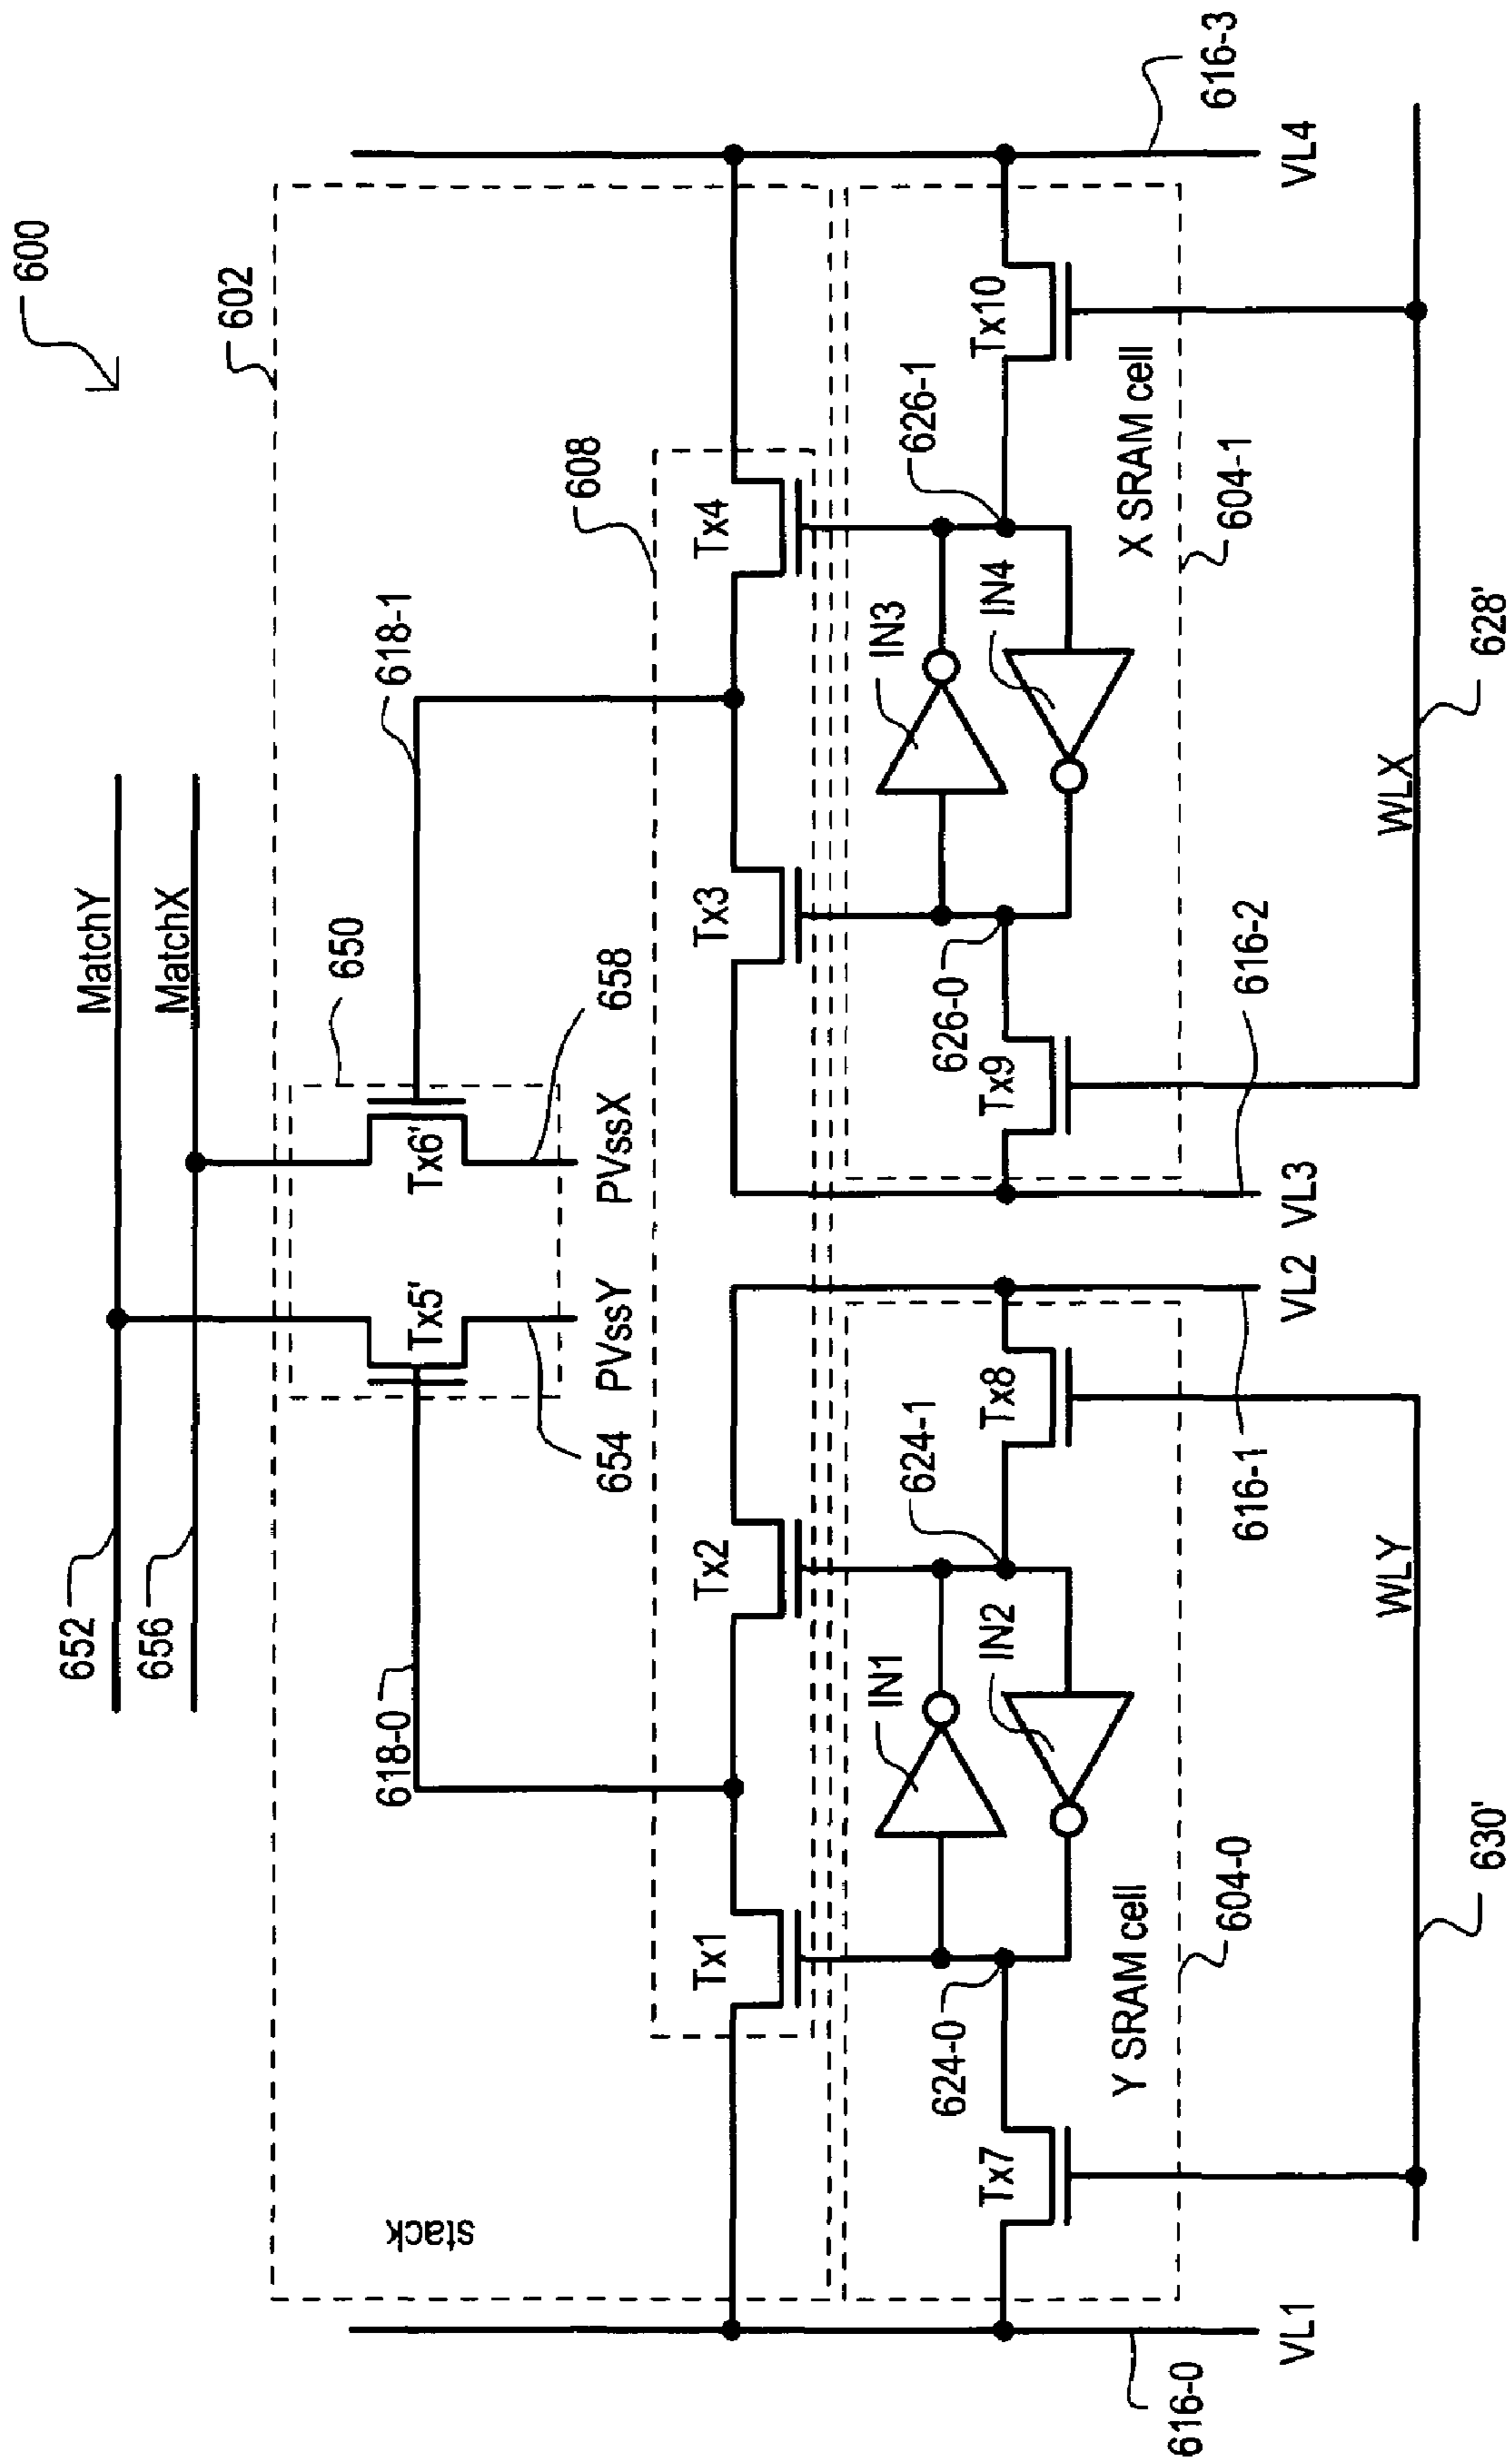 600
602
MatchY
MatchX
652
656
650
618-0
618-1
Tx5'
Tx6'
654
PVssY
PVssX
658
608
stack
Tx1
Tx2
Tx3
Tx4
IN1
IN2
IN3
IN4
624-0
624-1
626-0
626-1
Tx7
Tx8
Tx9
Tx10
Y SRAM cell
X SRAM cell
604-0
604-1
616-0
VL1
616-1
VL2
VL3
616-2
VL4
616-3
WLY
WLX
630'
628'